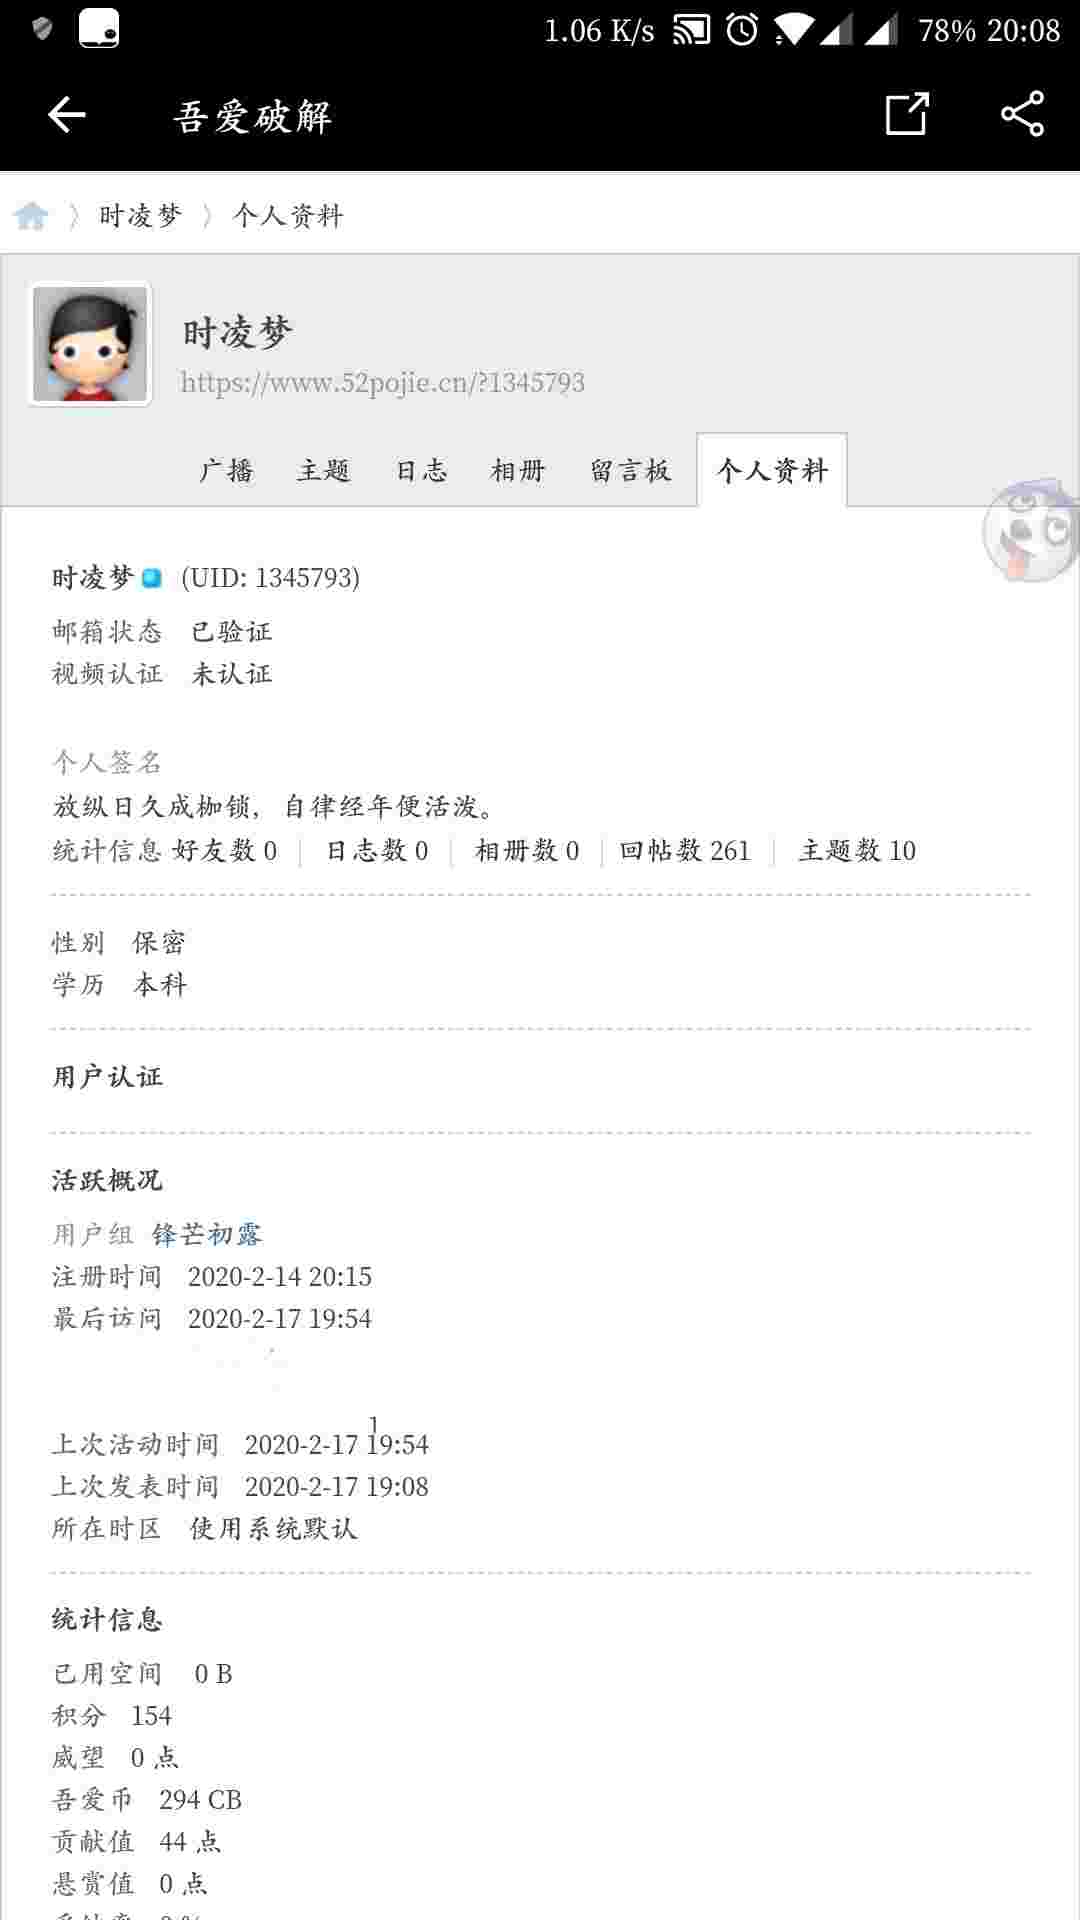 1.06 K/s 78% 20:08
吾爱破解
时凌梦 个人资料
时凌梦
https://www.52pojie.cn/?1345793
广播 主题 日志 相册 留言板 个人资料
时凌梦 (UID: 1345793)
邮箱状态 已验证
视频认证 未认证
个人签名
放纵日久成枷锁，自律经年便活泼。
统计信息 好友数 0 日志数 0 相册数 0 回帖数 261 主题数 10
性别 保密
学历 本科
用户认证
活跃概况
用户组 锋芒初露
注册时间 2020-2-14 20:15
最后访问 2020-2-17 19:54
上次活动时间 2020-2-17 19:54
上次发表时间 2020-2-17 19:08
所在时区 使用系统默认
统计信息
已用空间 0 B
积分 154
威望 0 点
吾爱币 294 CB
贡献值 44 点
悬赏值 0 点